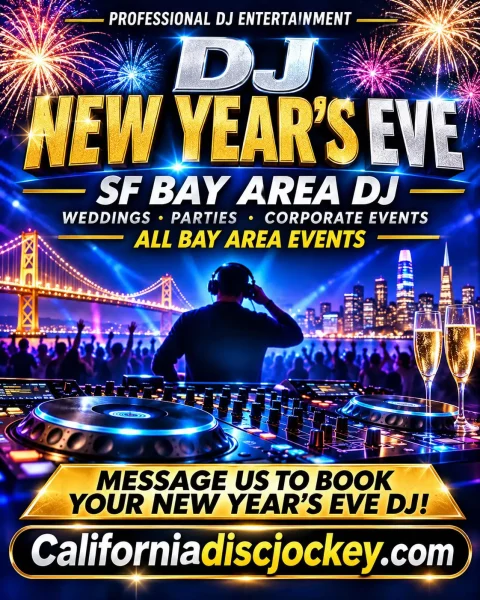 PROFESSIONAL DJ ENTERTAINMENT
DJ
NEW YEAR'S EVE
SF BAY AREA DJ
WEDDINGS • PARTIES • CORPORATE EVENTS
ALL BAY AREA EVENTS
MESSAGE US TO BOOK
YOUR NEW YEAR'S EVE DJ!
Californiadiscjockey.com